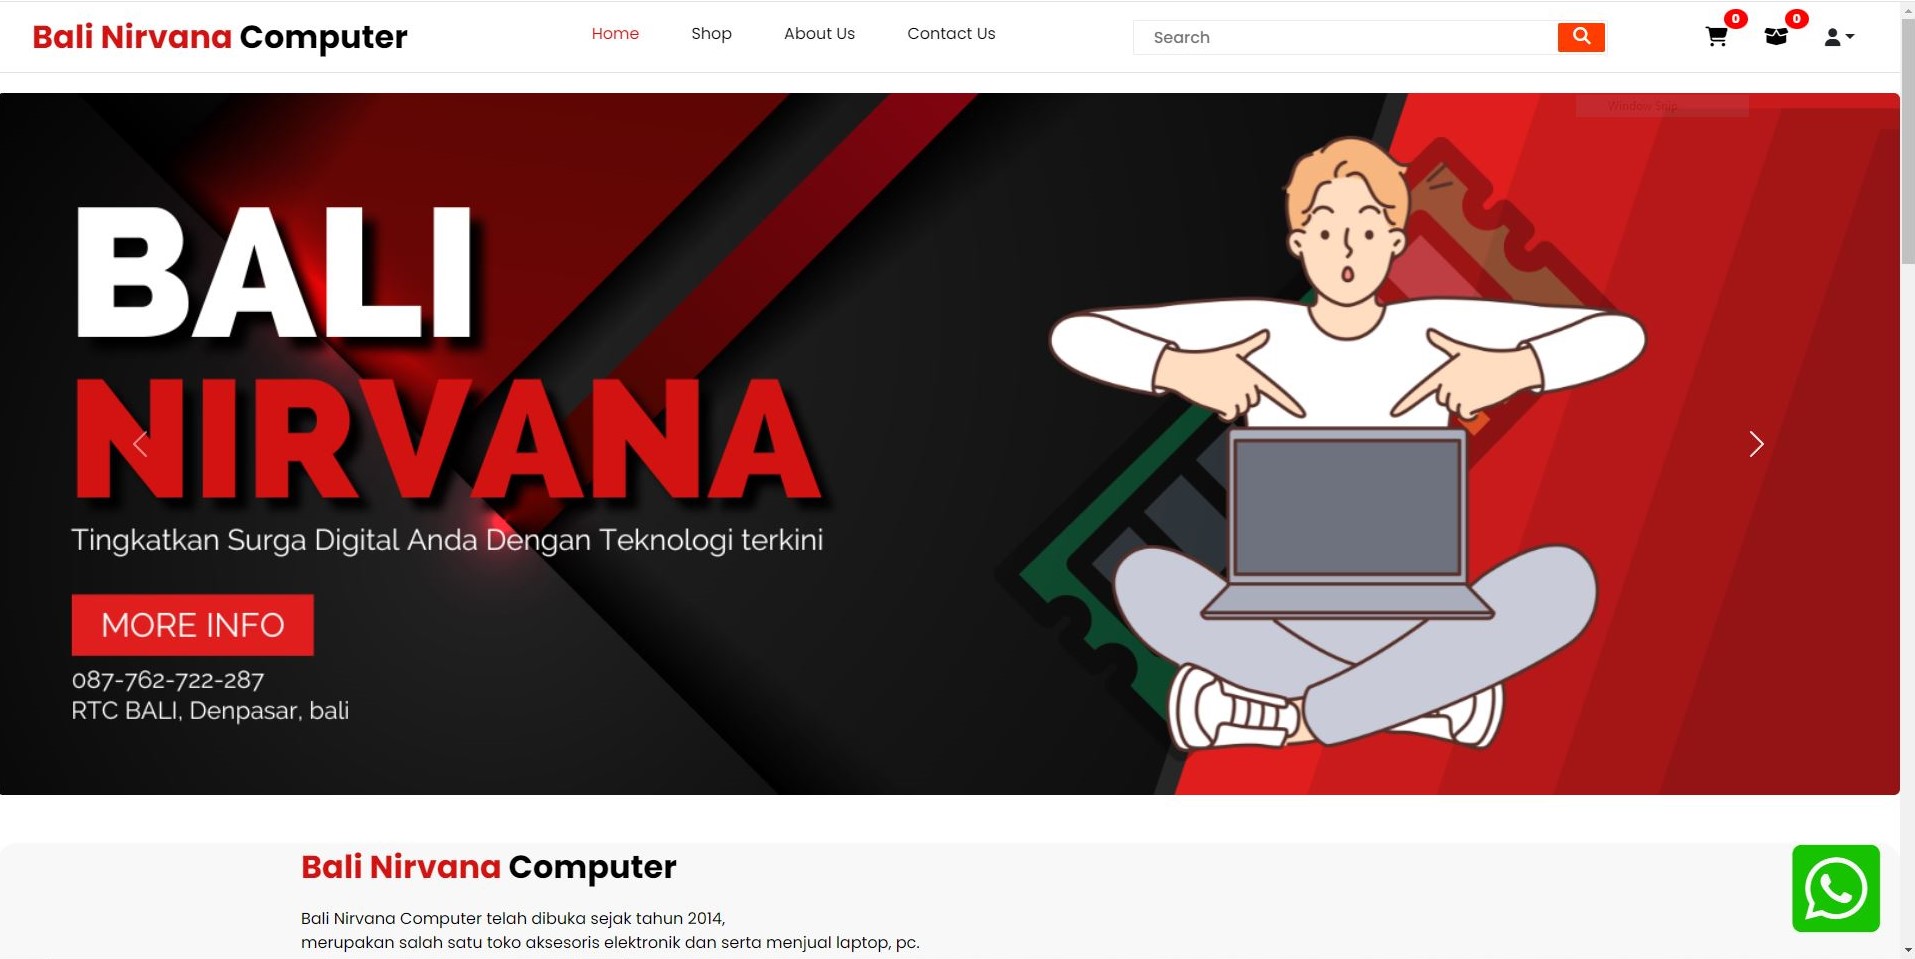 Bali Nirvana Computer
Home
Shop
About Us
Contact Us
Search
0
0
Window Snip
BALI
NIRVANA
Tingkatkan Surga Digital Anda Dengan Teknologi terkini
MORE INFO
087-762-722-287
RTC BALI, Denpasar, bali
Bali Nirvana Computer
Bali Nirvana Computer telah dibuka sejak tahun 2014,
merupakan salah satu toko aksesoris elektronik dan serta menjual laptop, pc.